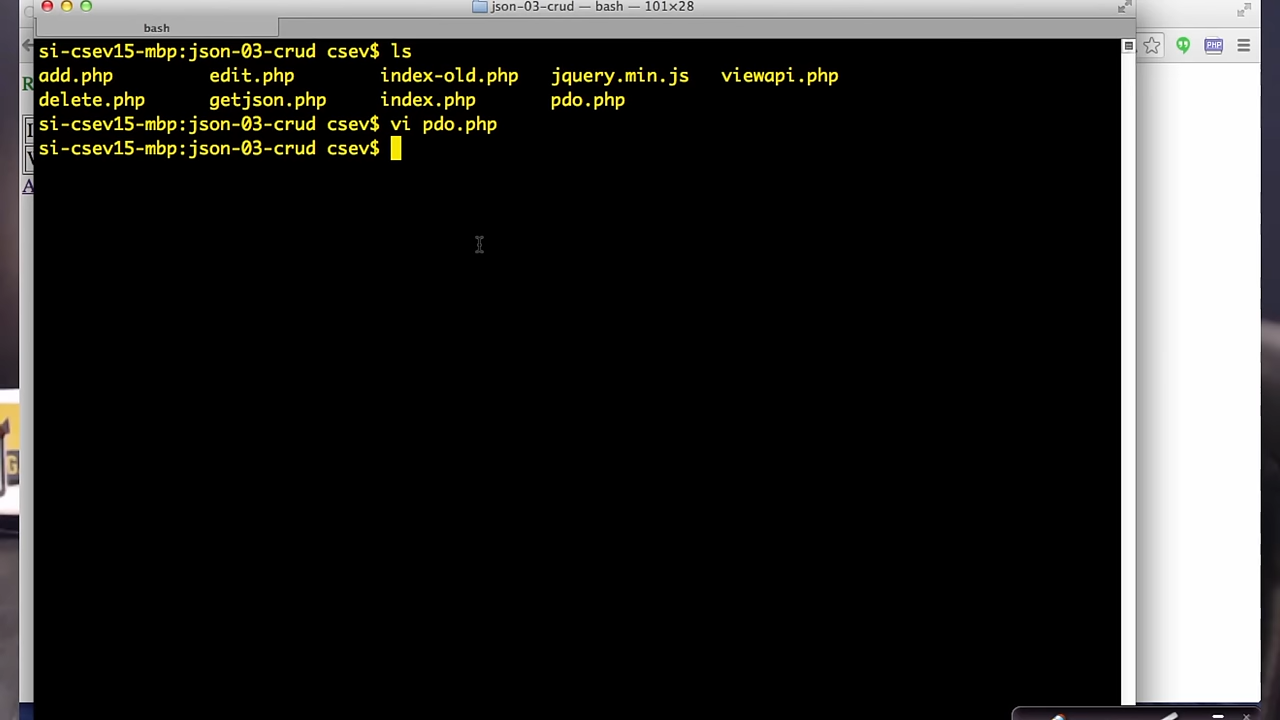 json-03-crud — bash — 101×28
bash
si-csev15-mbp:json-03-crud csev$ ls
add.php edit.php index-old.php jquery.min.js viewapi.php
delete.php getjson.php index.php pdo.php
si-csev15-mbp:json-03-crud csev$ vi pdo.php
si-csev15-mbp:json-03-crud csev$
PHP